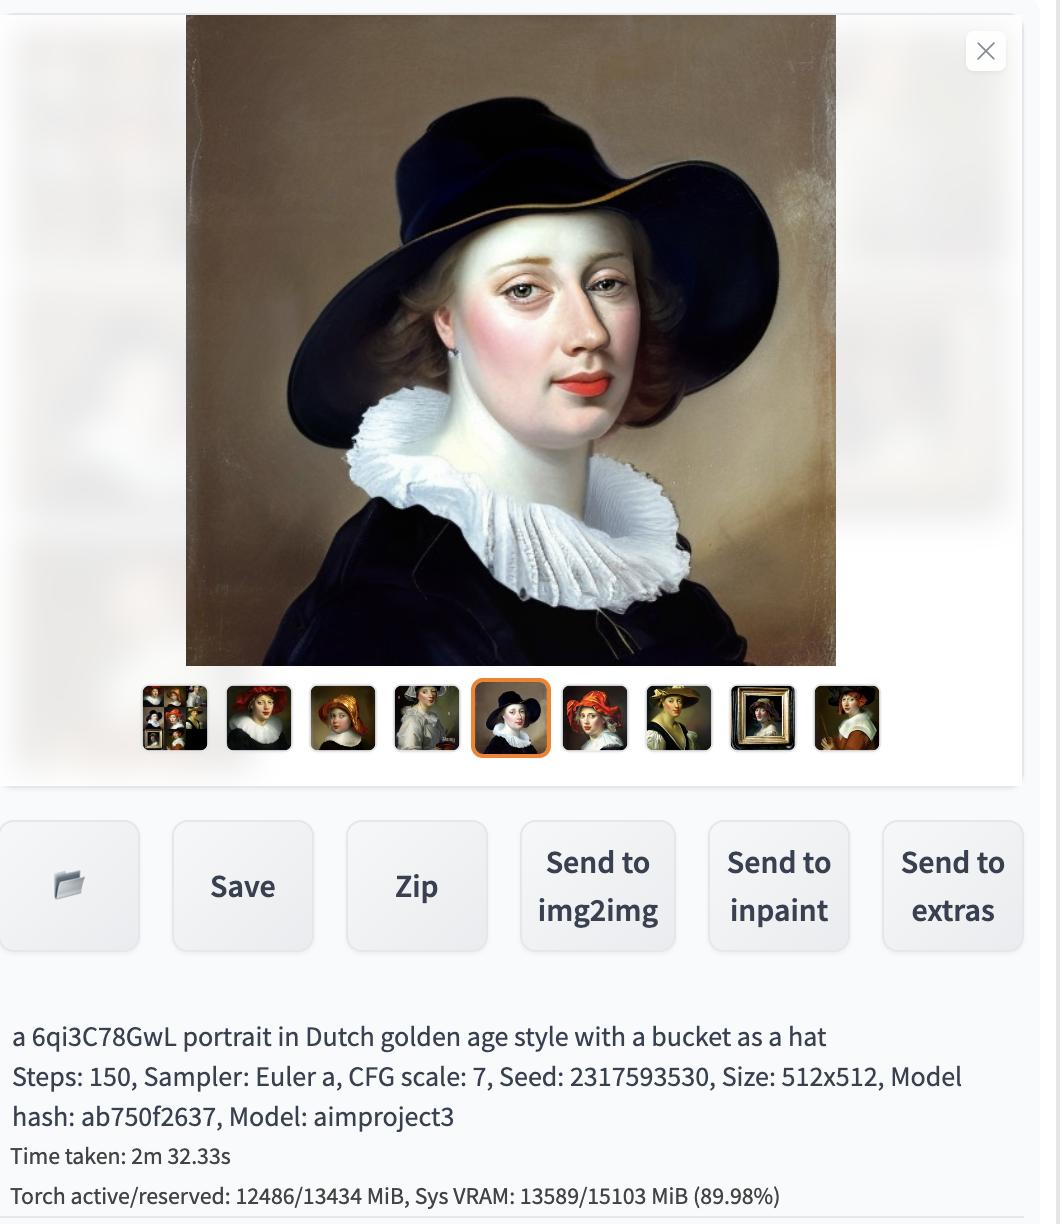 Save
Zip
Send to
img2img
Send to
inpaint
Send to
extras
a 6qi3C78GwL portrait in Dutch golden age style with a bucket as a hat
Steps: 150, Sampler: Euler a, CFG scale: 7, Seed: 2317593530, Size: 512x512, Model
hash: ab750f2637, Model: aimproject3
Time taken: 2m 32.33s
Torch active/reserved: 12486/13434 MiB, Sys VRAM: 13589/15103 MiB (89.98%)